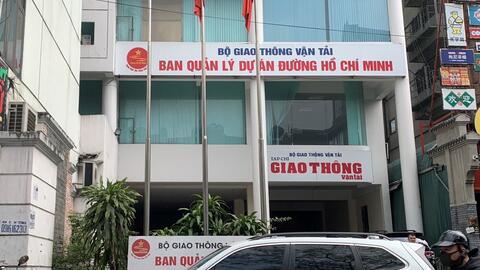 BỘ GIAO THÔNG VẬN TẢI
BAN QUẢN LÝ DỰ ÁN ĐƯỜNG HỒ CHÍ MINH
BỘ GIAO THÔNG VẬN TẢI
TẠP CHÍ
GIAO THÔNG
vận tải
BỘ GIAO THÔNG
BAN QUẢN